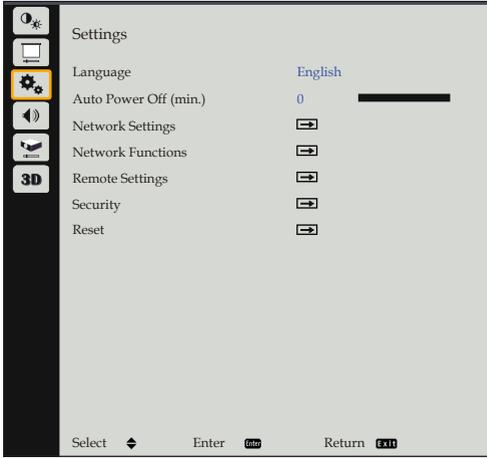 Settings
Language English
Auto Power Off (min.) 0
Network Settings
Network Functions
Remote Settings
3D
Security
Reset
Select Enter Enter Return Exit